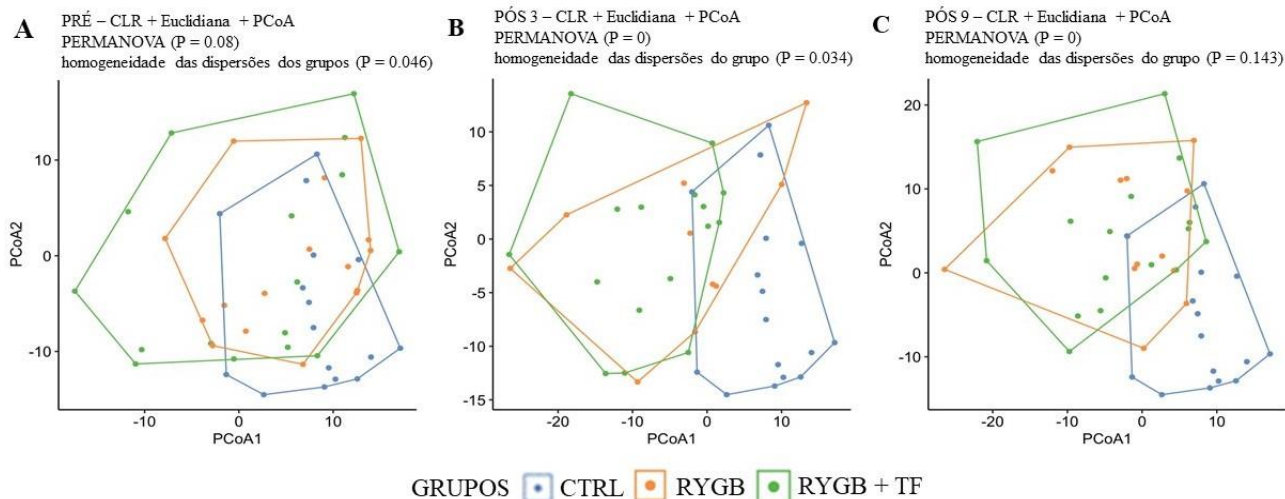 A
PRÉ – CLR + Euclidiana + PCoA
PERMANOVA (P = 0.08)
homogeneidade das dispersões dos grupos (P = 0.046)
PCoA2
10
0
-10
-10
0
10
PCoA1
B
PÓS 3 – CLR + Euclidiana + PCoA
PERMANOVA (P = 0)
homogeneidade das dispersões do grupo (P = 0.034)
PCoA2
10
5
0
-5
-10
-15
-20
-10
0
10
PCoA1
C
PÓS 9 – CLR + Euclidiana + PCoA
PERMANOVA (P = 0)
homogeneidade das dispersões do grupo (P = 0.143)
PCoA2
20
10
0
-10
-20
-10
0
10
PCoA1
GRUPOS CTRL RYGB RYGB + TF